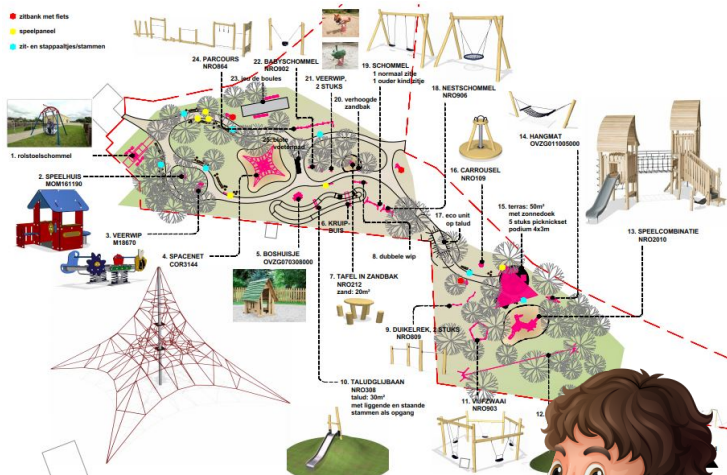 zitbank met fiets
speelpaneel
zit- en stappaaltjes/stammen
24. PARCOURS
NRO864
22. BABYSCHOMMEL
NRO902
21. VEERWIP,
2 STUKS
19. SCHOMMEL
1 normaal zitje
1 ouder kindzitje
18. NESTSCHOMMEL
NRO906
23. jeu de boules
20. verhoogde
zandbak
14. HANGMAT
OVZG011005000
1. rolstoelschommel
16. CARROUSEL
NRO109
2. SPEELHUIS
MOM161190
15. terras: 50m²
met zonnedoek
5 stuks picknickset
podium 4x3m
17. eco unit
op talud
3. VEERWIP
M18670
6. KRUIP-
BUIS
13. SPEELCOMBINATIE
NRO2010
4. SPACENET
COR3144
5. BOSHUISJE
OVZG070308000
8. dubbele wip
7. TAFEL IN ZANDBAK
NRO212
zand: 20m²
9. DUIKELREK, 2 STUKS
NRO809
10. TALUDGLIJBAAN
NRO308
talud: 30m²
met liggende en staande
stammen als opgang
11. VIJFZWAAI
NRO903
12.